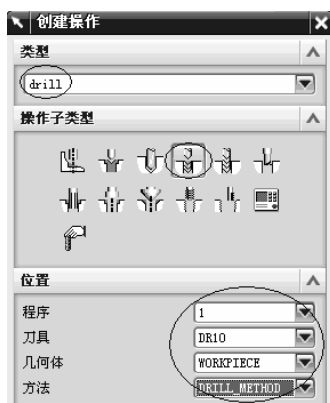 创建操作
类型
drill
操作子类型
位置
程序 1
刀具 DR10
几何体 WORKPIECE
方法 DRILL_METHOD